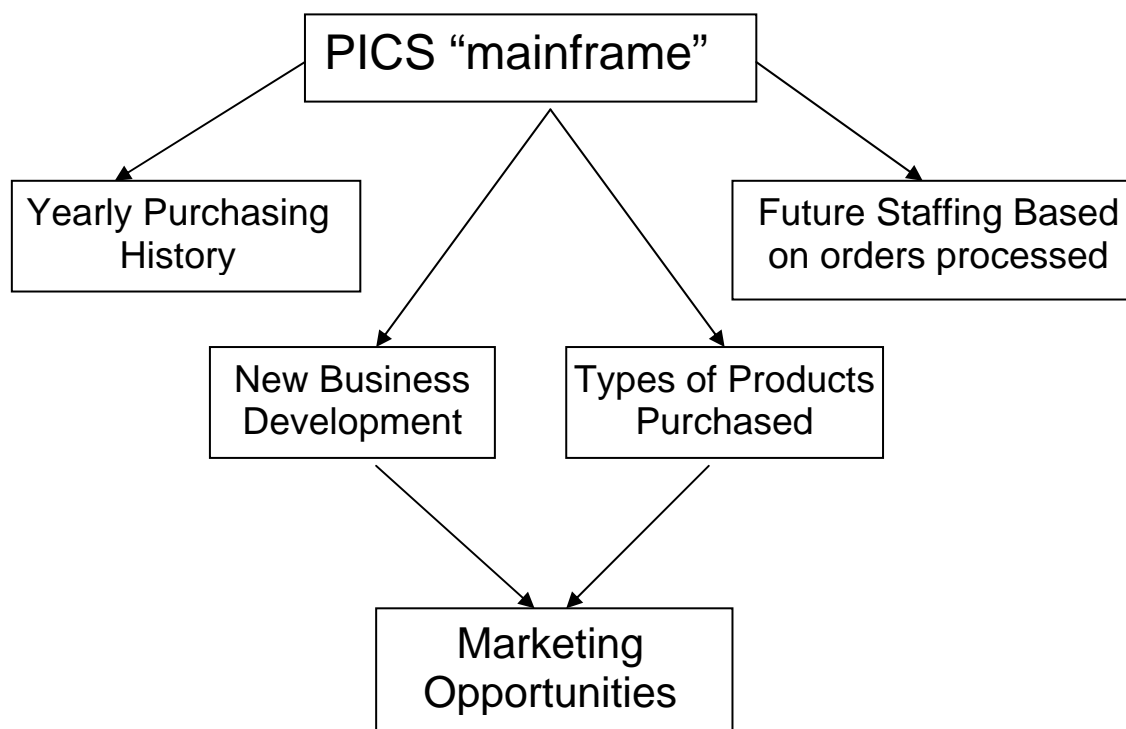 PICS “mainframe”
Yearly Purchasing
History
Future Staffing Based
on orders processed
New Business
Development
Types of Products
Purchased
Marketing
Opportunities